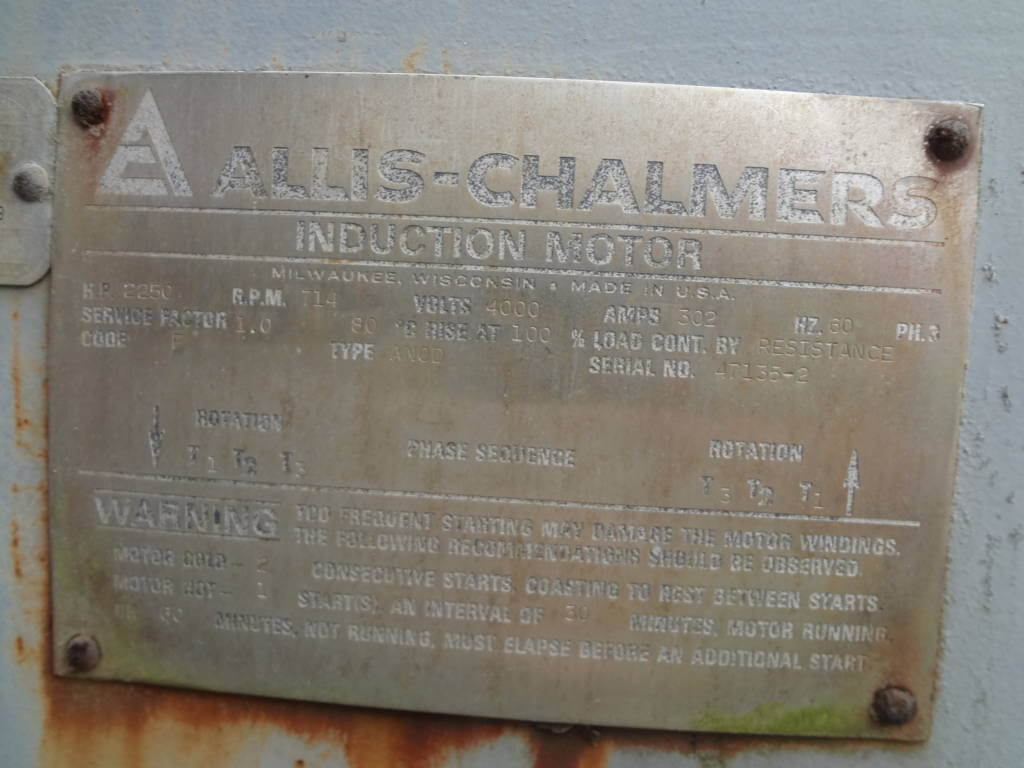 ALLIS-CHALMERS
INDUCTION MOTOR
MILWAUKEE, WISCONSIN • MADE IN U.S.A.
H.P. 2250 R.P.M. 714 VOLTS 4000 AMPS 302 HZ. 60 PH.3
SERVICE FACTOR 1.0 80 °C RISE AT 100 % LOAD CONT. BY RESISTANCE
CODE F TYPE ANOD SERIAL NO. 47135-2
ROTATION PHASE SEQUENCE ROTATION
T1 T2 T3 T3 T2 T1
WARNING TOO FREQUENT STARTING MAY DAMAGE THE MOTOR WINDINGS.
THE FOLLOWING RECOMMENDATIONS SHOULD BE OBSERVED.
MOTOR COLD- 2 CONSECUTIVE STARTS, COASTING TO REST BETWEEN STARTS.
MOTOR HOT- 1 START(S), AN INTERVAL OF 30 MINUTES, MOTOR RUNNING,
OR 60 MINUTES, NOT RUNNING, MUST ELAPSE BEFORE AN ADDITIONAL START